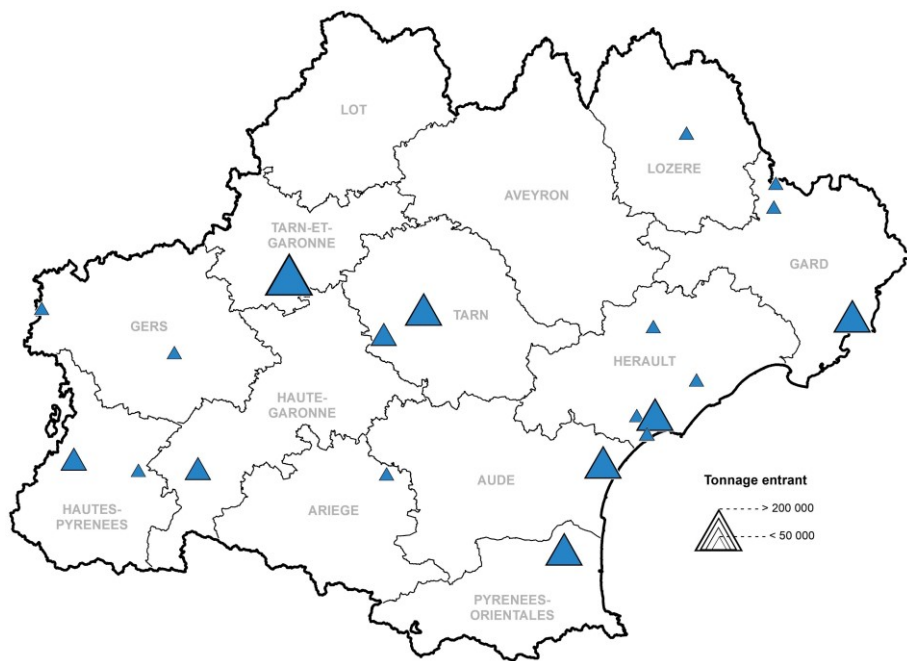 LOT
LOZERE
AVEYRON
TARN-ET-
GARONNE
GARD
GERS
TARN
HERAULT
HAUTE-
GARONNE
AUDE
Tonnage entrant
> 200 000
< 50 000
HAUTES-
PYRENEES
ARIEGE
PYRENEES-
ORIENTALES